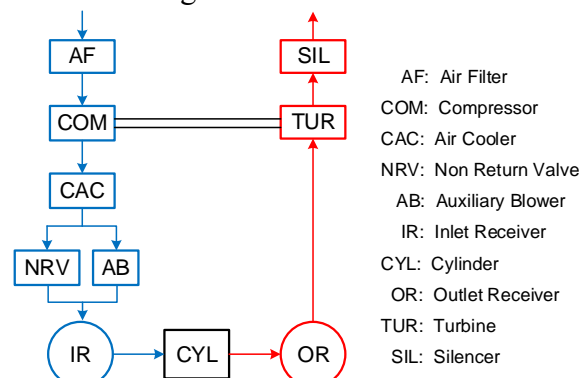 AF
SIL
COM
TUR
CAC
NRV
AB
IR
CYL
OR
AF: Air Filter
COM: Compressor
CAC: Air Cooler
NRV: Non Return Valve
AB: Auxiliary Blower
IR: Inlet Receiver
CYL: Cylinder
OR: Outlet Receiver
TUR: Turbine
SIL: Silencer